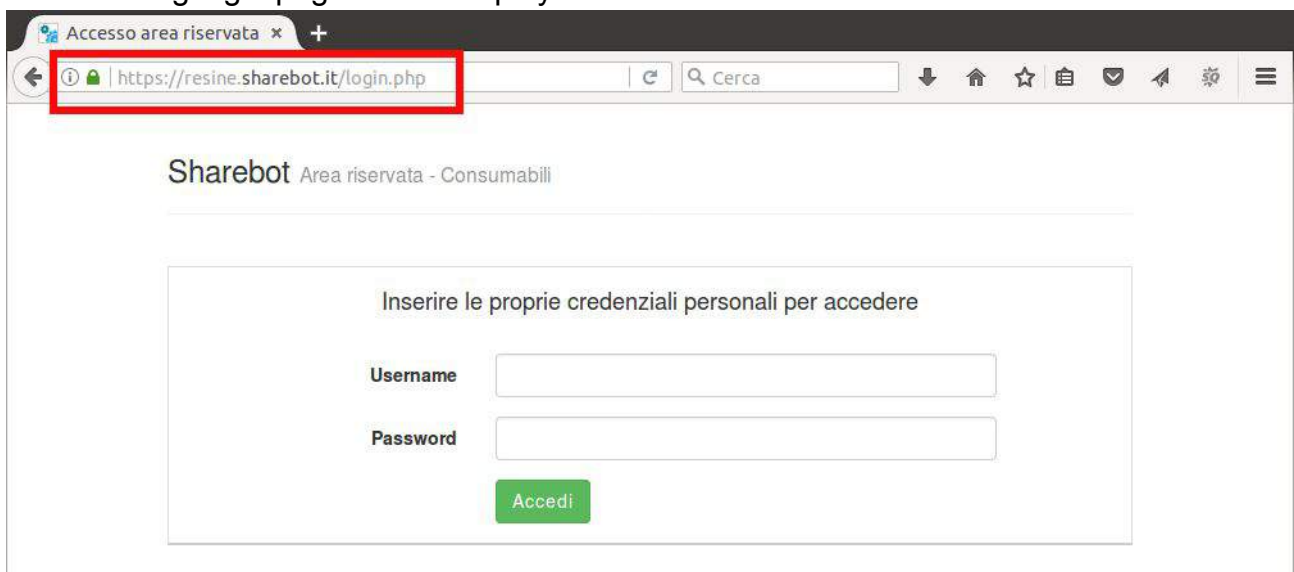 Accesso area riservata × +
https://resine.sharebot.it/login.php
Cerca
Sharebot Area riservata - Consumabili
Inserire le proprie credenziali personali per accedere
Username
Password
Accedi